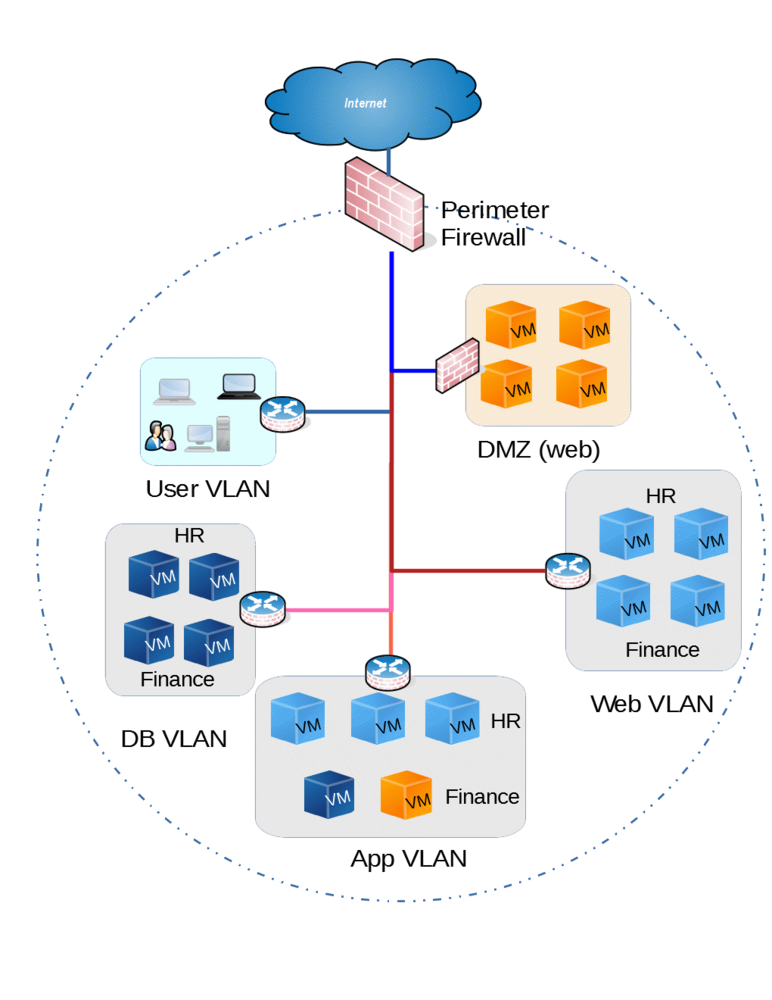 Internet
Perimeter
Firewall
VM VM
VM VM
DMZ (web)
User VLAN
HR
VM VM
VM VM
Finance
Web VLAN
HR
VM VM
VM VM
Finance
DB VLAN
VM VM VM HR
VM VM Finance
App VLAN